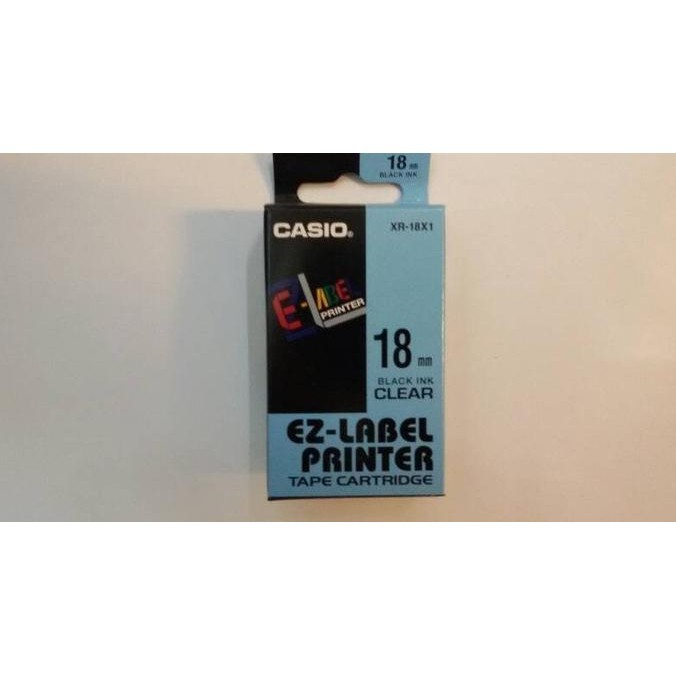 18 mm
BLACK INK
CASIO®
XR-18X1
E-LABEL
PRINTER
18 mm
BLACK INK
CLEAR
EZ-LABEL
PRINTER
TAPE CARTRIDGE